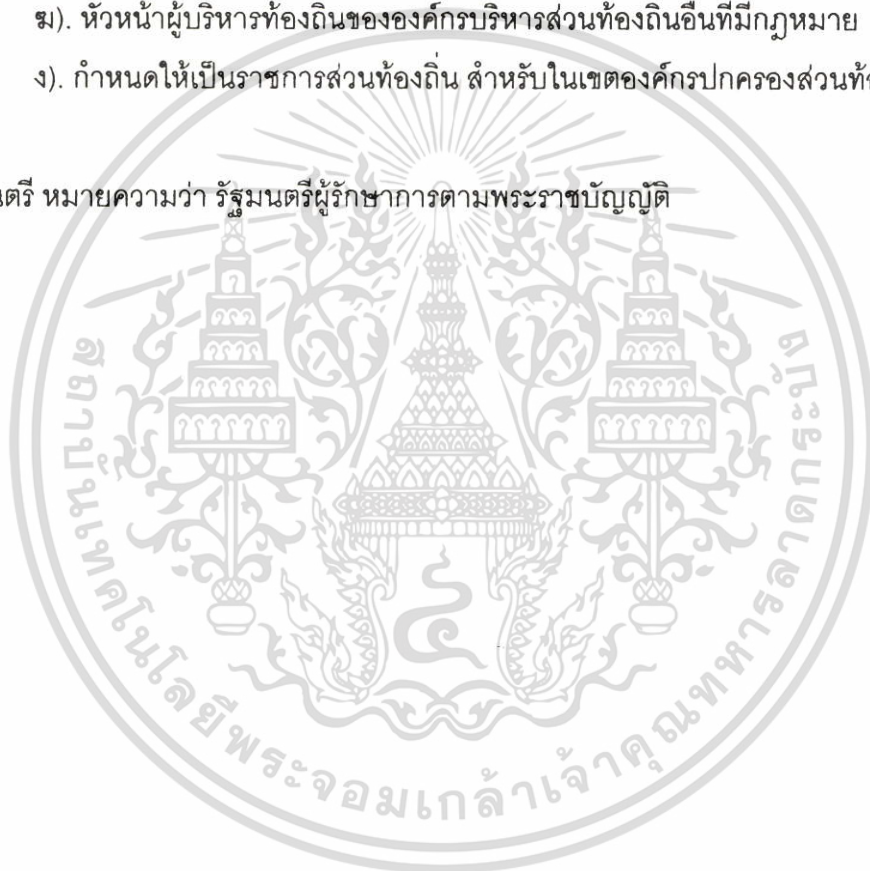 ฆ). หัวหน้าผู้บริหารท้องถิ่นขององค์กรบริหารส่วนท้องถิ่นอื่นที่มีกฎหมาย
ง). กำหนดให้เป็นราชการส่วนท้องถิ่น สำหรับในเขตองค์กรปกครองส่วนท้
นตรี หมายความว่า รัฐมนตรีผู้รักษาการตามพระราชบัญญัติ
สถาบันเทคโนโลยีพระจอมเกล้าเจ้าคุณทหารลาดกระบัง
๔